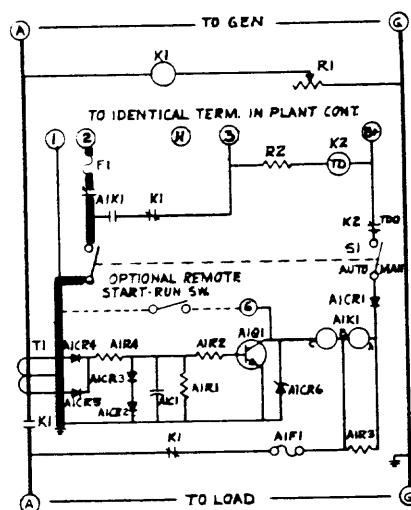 TO GEN
A G
K1
R1
TO IDENTICAL TERM. IN PLANT CONT.
1 2 H 3 B+
F1
R2 K2
TD
A1K1 K1
K2 TDO
S1
AUTO MAN
OPTIONAL REMOTE
START-RUN SW.
6
A1CR1
A1K1
T1
A1CR4 A1R4 A1R2 A1Q1
A1CR3
A1CR5 A1CR2 A1R1 A1CR6
K1
K1 A1F1 A1R3
A G
TO LOAD